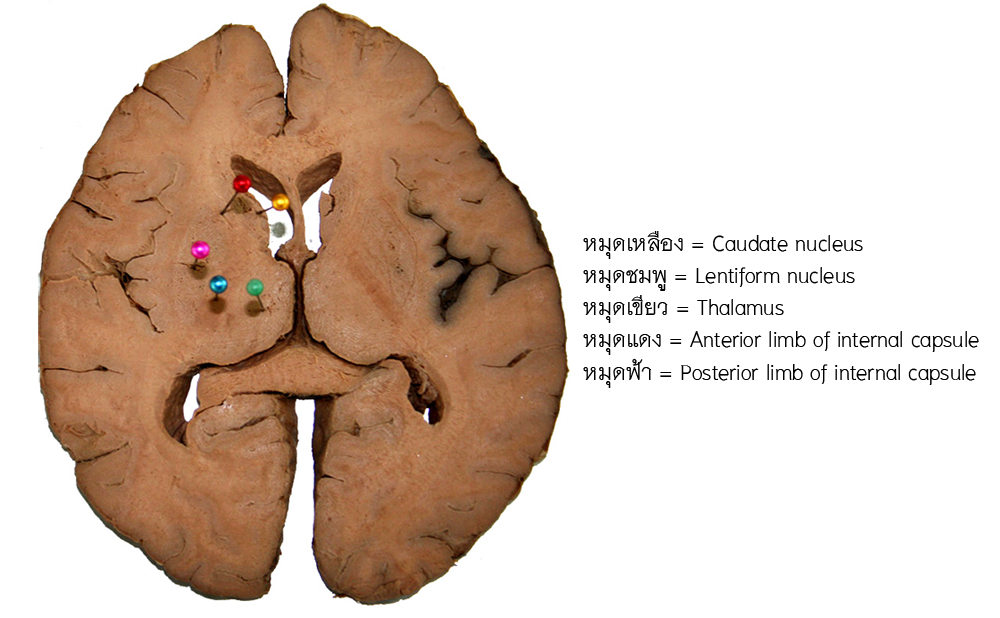 หมุดเหลือง = Caudate nucleus
หมุดชมพู = Lentiform nucleus
หมุดเขียว = Thalamus
หมุดแดง = Anterior limb of internal capsule
หมุดฟ้า = Posterior limb of internal capsule